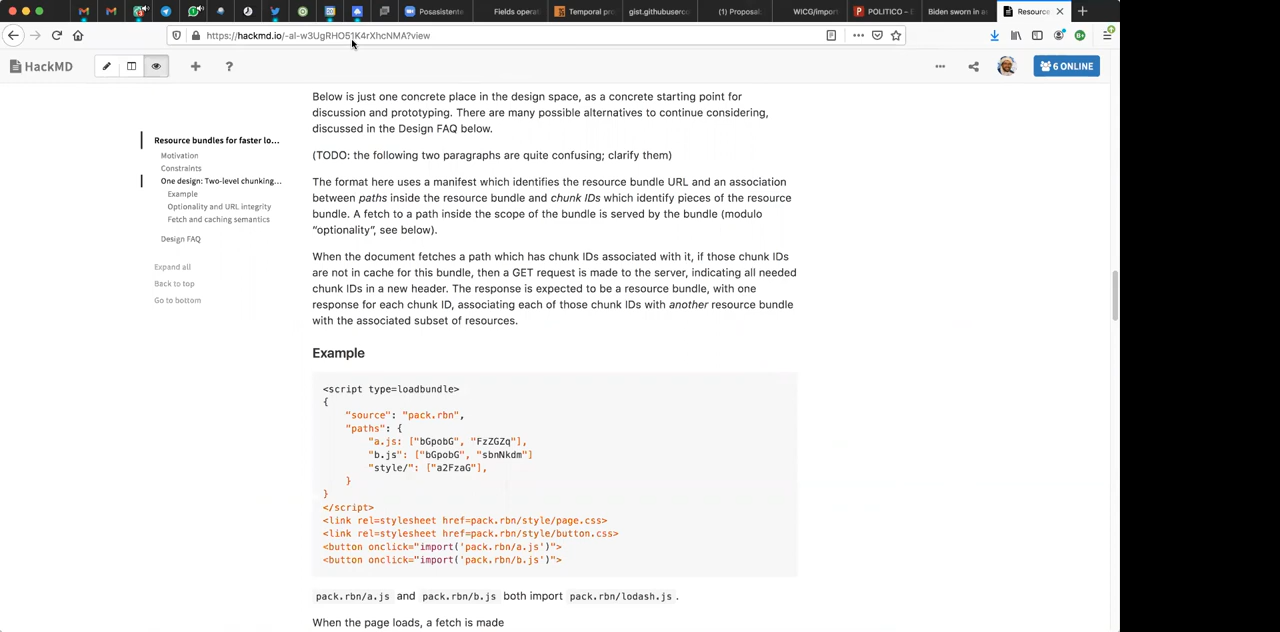 Posasistente
Fields oper
Temporal pro
gist.githubuserco
(1) Proposa
WICG/import
POLITICO –
Biden sworn in a
Resource
https://hackmd.io/-al-w3UgRHO51K4rXhcNMA?view
HackMD
6 ONLINE
Below is just one concrete place in the design space, as a concrete starting point for
discussion and prototyping. There are many possible alternatives to continue considering,
discussed in the Design FAQ below.
(TODO: the following two paragraphs are quite confusing; clarify them)
The format here uses a manifest which identifies the resource bundle URL and an association
between paths inside the resource bundle and chunk IDs which identify pieces of the resource
bundle. A fetch to a path inside the scope of the bundle is served by the bundle (modulo
“optionality”, see below).
When the document fetches a path which has chunk IDs associated with it, if those chunk IDs
are not in cache for this bundle, then a GET request is made to the server, indicating all needed
chunk IDs in a new header. The response is expected to be a resource bundle, with one
response for each chunk ID, associating each of those chunk IDs with another resource bundle
with the associated subset of resources.
Resource bundles for faster lo...
Motivation
Constraints
One design: Two-level chunking...
Example
Optionality and URL integrity
Fetch and caching semantics
Design FAQ
Expand all
Back to top
Go to bottom
Example
<script type=loadbundle>
{
"source": "pack.rbn",
"paths": {
"a.js: ["bGpobG", "FzZGZq"],
"b.js": ["bGpobG", "sbnNkdm"]
"style/": ["a2FzaG"],
}
}
</script>
<link rel=stylesheet href=pack.rbn/style/page.css>
<link rel=stylesheet href=pack.rbn/style/button.css>
<button onclick="import('pack.rbn/a.js')">
<button onclick="import('pack.rbn/b.js')">
pack.rbn/a.js and pack.rbn/b.js both import pack.rbn/lodash.js .
When the page loads, a fetch is made